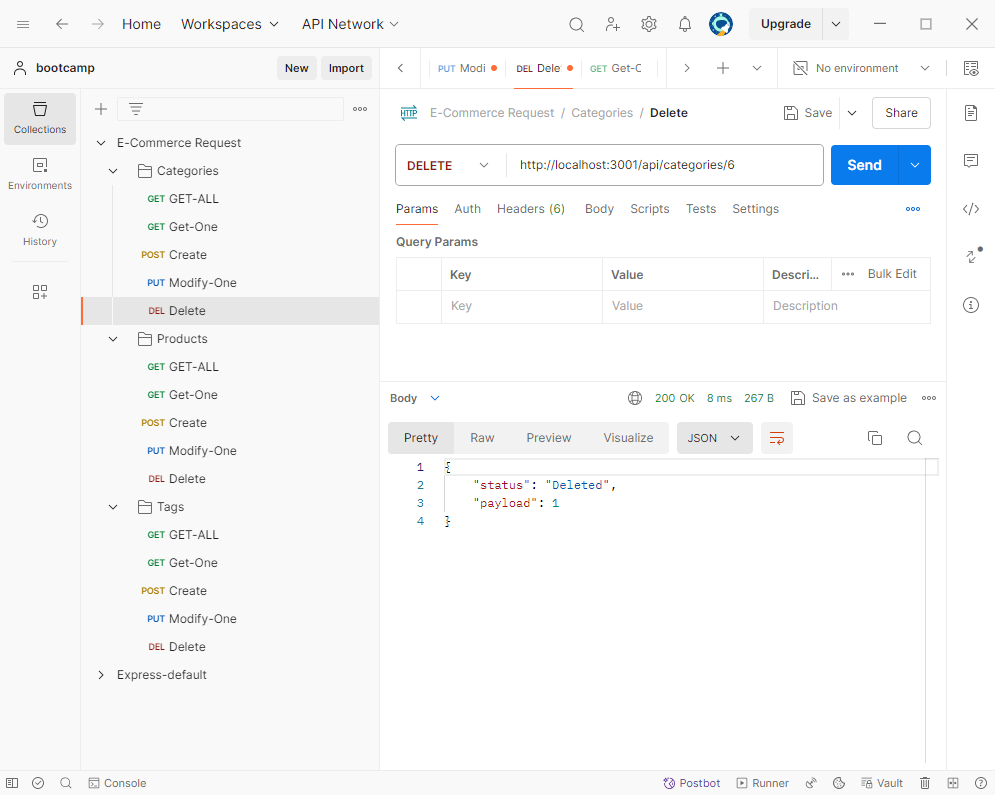 Home Workspaces API Network Upgrade
bootcamp New Import PUT Modi DEL Dele GET Get-C No environment
Collections
Environments
History
E-Commerce Request
Categories
GET GET-ALL
GET Get-One
POST Create
PUT Modify-One
DEL Delete
Products
GET GET-ALL
GET Get-One
POST Create
PUT Modify-One
DEL Delete
Tags
GET GET-ALL
GET Get-One
POST Create
PUT Modify-One
DEL Delete
Express-default
HTTP E-Commerce Request / Categories / Delete Save Share
DELETE http://localhost:3001/api/categories/6 Send
Params Auth Headers (6) Body Scripts Tests Settings
Query Params
Key Value Descri... Bulk Edit
Key Value Description
Body 200 OK 8 ms 267 B Save as example
Pretty Raw Preview Visualize JSON
1 {
2 "status": "Deleted",
3 "payload": 1
4 }
Console Postbot Runner Vault